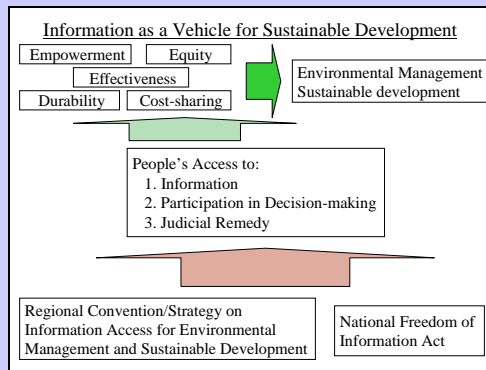 Information as a Vehicle for Sustainable Development
Empowerment
Equity
Effectiveness
Durability
Cost-sharing
Environmental Management
Sustainable development
People's Access to:
1. Information
2. Participation in Decision-making
3. Judicial Remedy
Regional Convention/Strategy on
Information Access for Environmental
Management and Sustainable Development
National Freedom of
Information Act